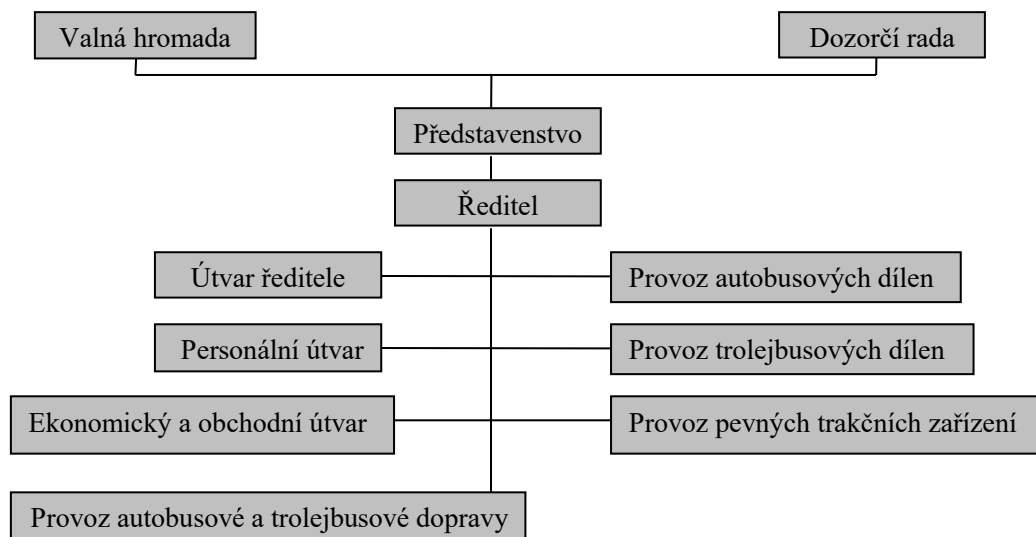 Valná hromada
Dozorčí rada
Představenstvo
Ředitel
Útvar ředitele
Provoz autobusových dílen
Personální útvar
Provoz trolejbusových dílen
Ekonomický a obchodní útvar
Provoz pevných trakčních zařízení
Provoz autobusové a trolejbusové dopravy